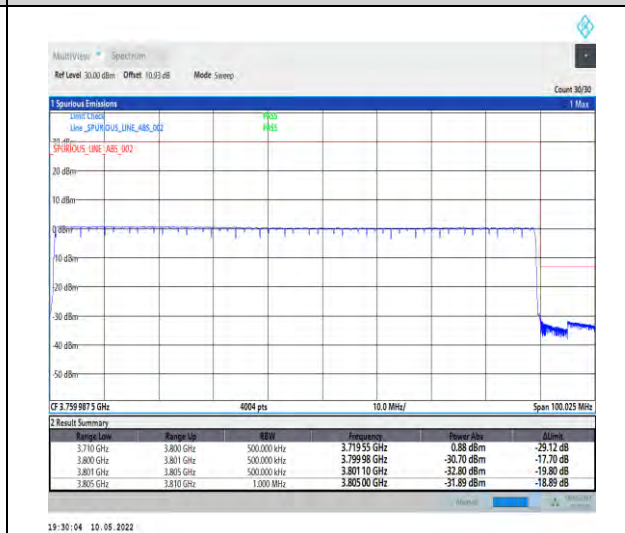 MultiView Spectrum
Ref Level 30.00 dBm Offset 10.93 dB Mode Sweep
Count 30/30
1 Spurious Emissions 1 Max
Limit Check PASS
Line _SPURIOUS_LINE_ABS_002 PASS
_SPURIOUS_LINE_ABS_002
20 dBm
10 dBm
0 dBm
-10 dBm
-20 dBm
-30 dBm
-40 dBm
-50 dBm
CF 3.759 987 5 GHz 4004 pts 10.0 MHz/ Span 100.025 MHz
2 Result Summary
Range Low Range Up RBW Frequency Power Abs ΔLimit
3.710 GHz 3.800 GHz 500.000 kHz 3.719 55 GHz 0.88 dBm -29.12 dB
3.800 GHz 3.801 GHz 500.000 kHz 3.799 98 GHz -30.70 dBm -17.70 dB
3.801 GHz 3.805 GHz 500.000 kHz 3.801 10 GHz -32.80 dBm -19.80 dB
3.805 GHz 3.810 GHz 1.000 MHz 3.805 00 GHz -31.89 dBm -18.89 dB
19:30:04 10.05.2022